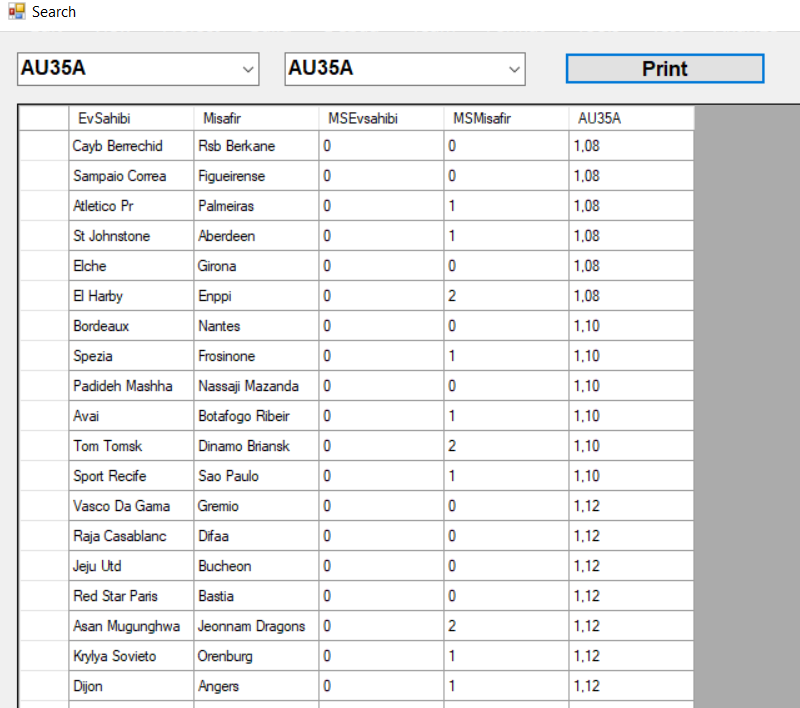 Search
AU35A AU35A Print
EvSahibi Misafir MSEvsahibi MSMisafir AU35A
Cayb Berrechid Rsb Berkane 0 0 1,08
Sampaio Correa Figueirense 0 0 1,08
Atletico Pr Palmeiras 0 1 1,08
St Johnstone Aberdeen 0 1 1,08
Elche Girona 0 0 1,08
El Harby Enppi 0 2 1,08
Bordeaux Nantes 0 0 1,10
Spezia Frosinone 0 1 1,10
Padideh Mashha Nassaji Mazanda 0 0 1,10
Avai Botafogo Ribeir 0 1 1,10
Tom Tomsk Dinamo Briansk 0 2 1,10
Sport Recife Sao Paulo 0 1 1,10
Vasco Da Gama Gremio 0 0 1,12
Raja Casablanc Difaa 0 0 1,12
Jeju Utd Bucheon 0 0 1,12
Red Star Paris Bastia 0 0 1,12
Asan Mugunghwa Jeonnam Dragons 0 2 1,12
Krylya Sovieto Orenburg 0 1 1,12
Dijon Angers 0 1 1,12